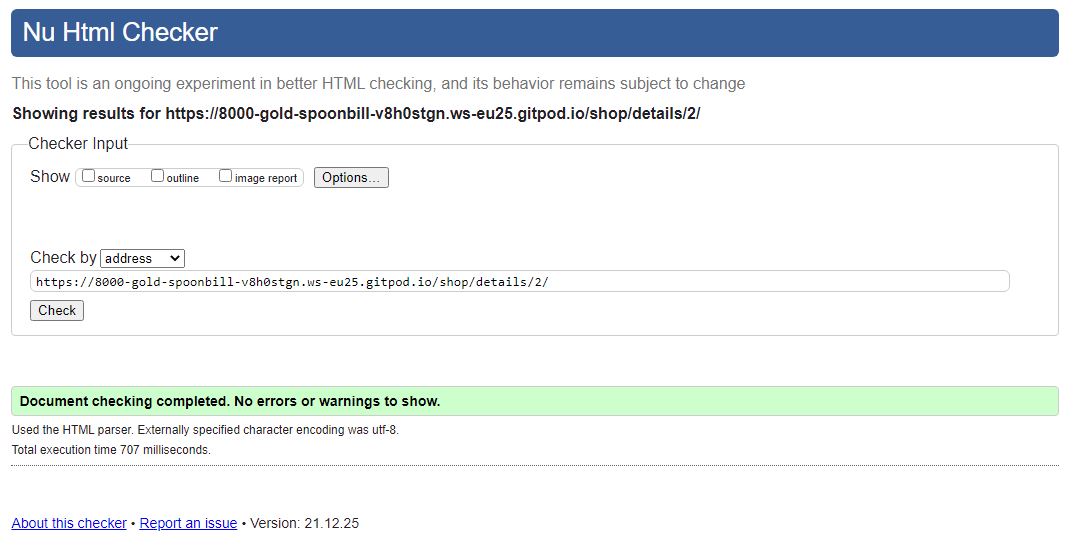 Nu Html Checker
This tool is an ongoing experiment in better HTML checking, and its behavior remains subject to change
Showing results for https://8000-gold-spoonbill-v8h0stgn.ws-eu25.gitpod.io/shop/details/2/
Checker Input
Show source outline image report Options...
Check by address
https://8000-gold-spoonbill-v8h0stgn.ws-eu25.gitpod.io/shop/details/2/
Check
Document checking completed. No errors or warnings to show.
Used the HTML parser. Externally specified character encoding was utf-8.
Total execution time 707 milliseconds.
About this checker • Report an issue • Version: 21.12.25